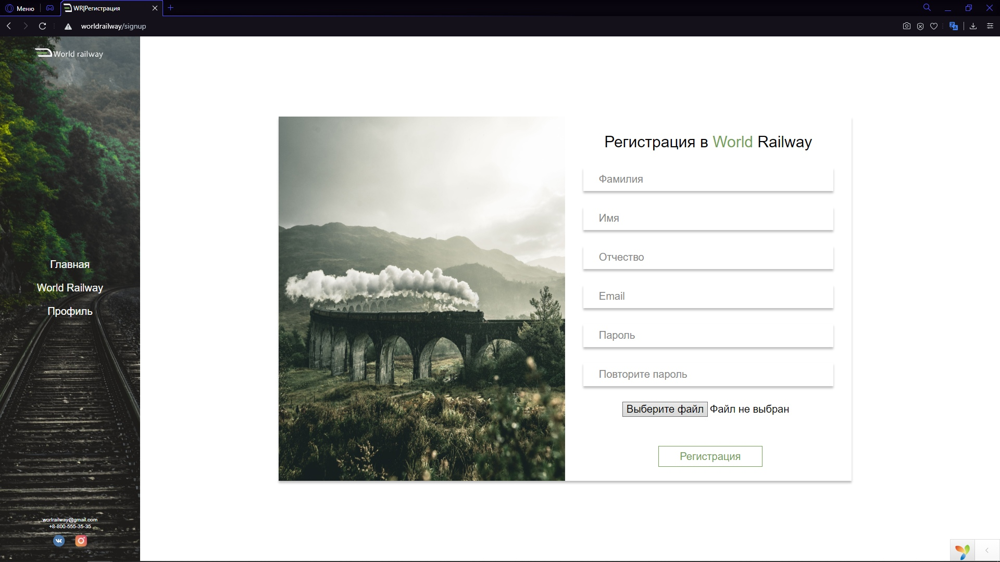 Меню
WR|Регистрация
worldrailway/signup
World railway
Главная
World Railway
Профиль
worlrailway@gmail.com
+8-800-555-35-35
Регистрация в World Railway
Фамилия
Имя
Отчество
Email
Пароль
Повторите пароль
Выберите файл Файл не выбран
Регистрация